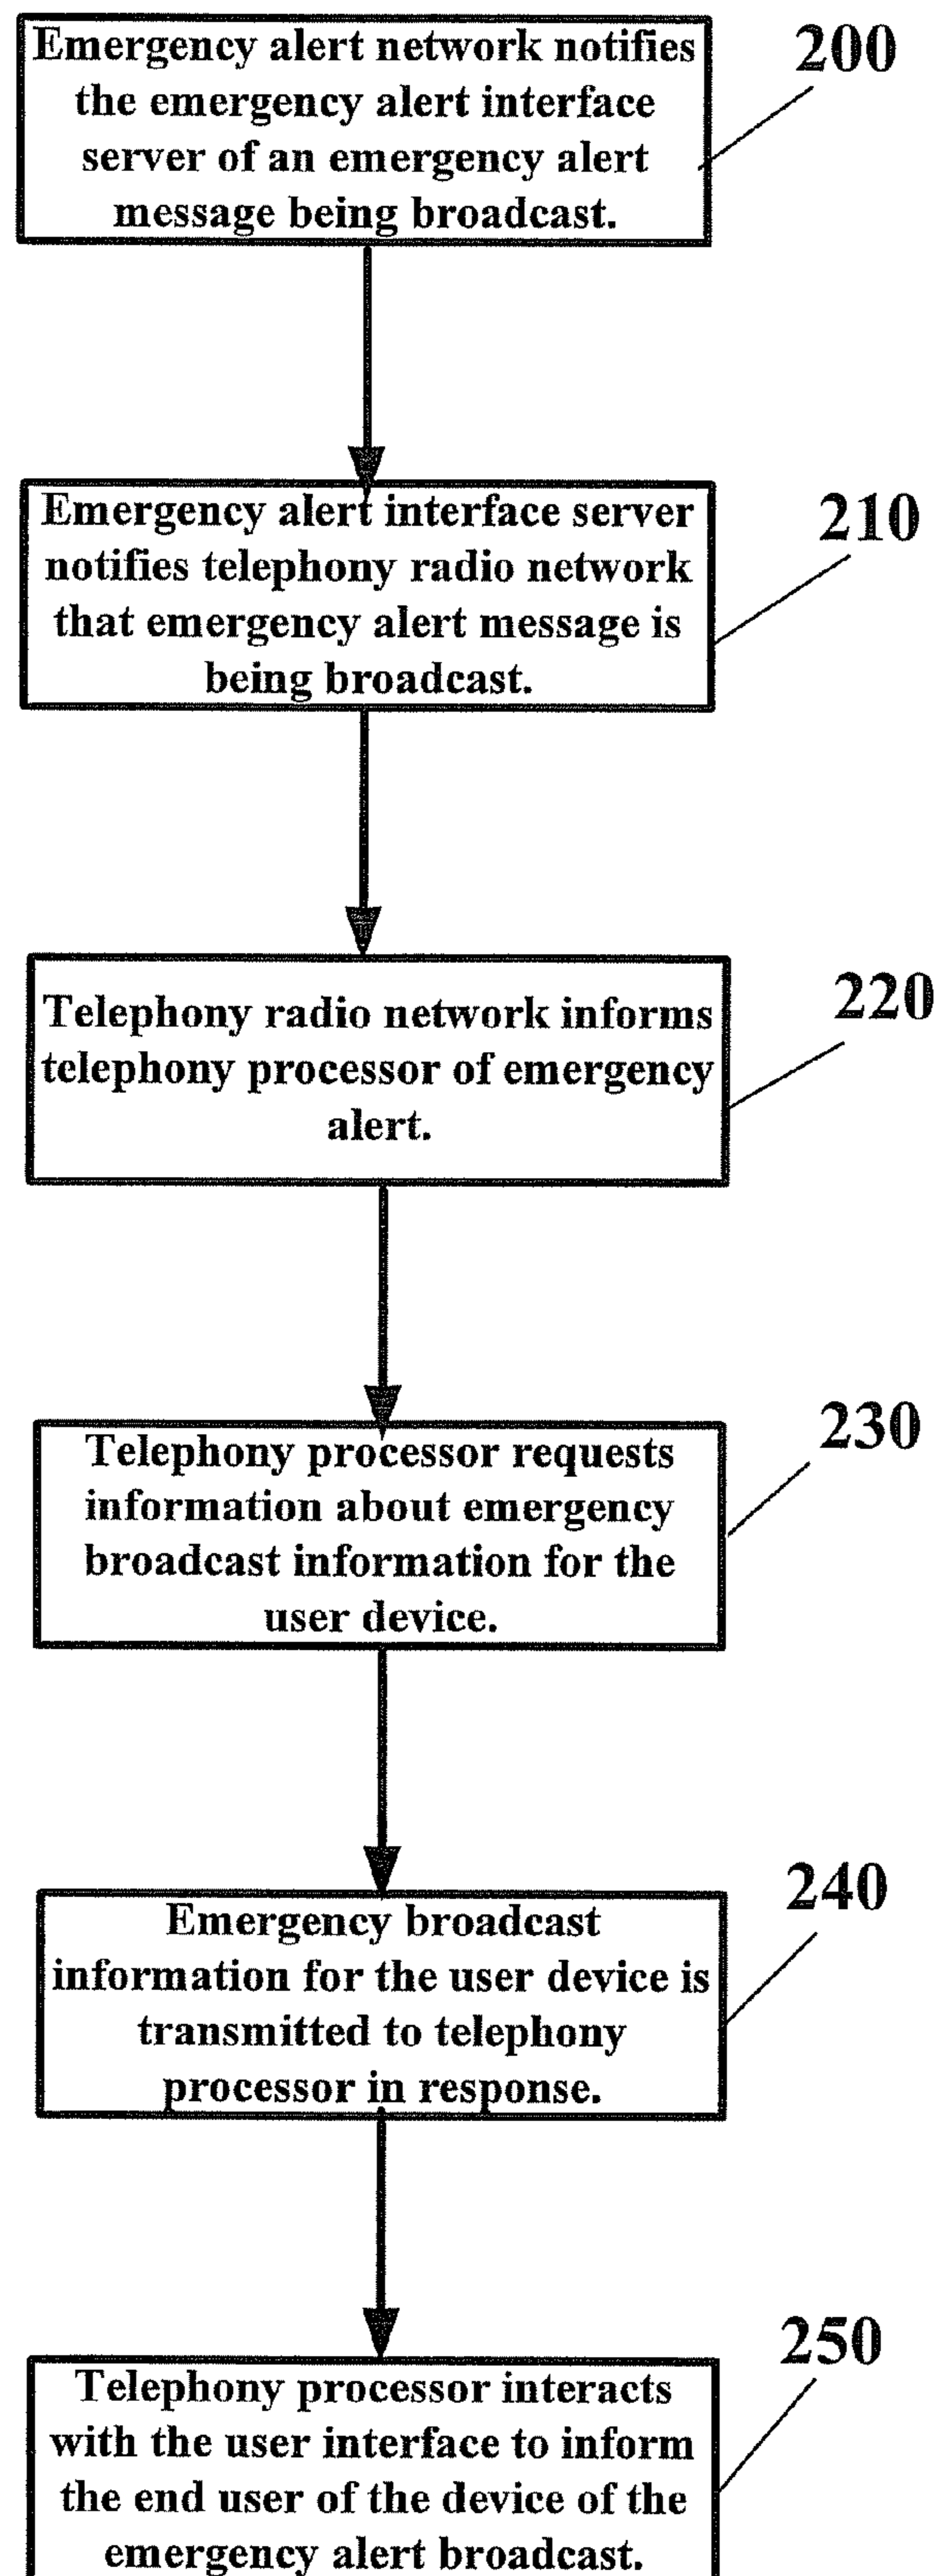 Emergency alert network notifies
the emergency alert interface
server of an emergency alert
message being broadcast.
200
Emergency alert interface server
notifies telephony radio network
that emergency alert message is
being broadcast.
210
Telephony radio network informs
telephony processor of emergency
alert.
220
Telephony processor requests
information about emergency
broadcast information for the
user device.
230
Emergency broadcast
information for the user device is
transmitted to telephony
processor in response.
240
Telephony processor interacts
with the user interface to inform
the end user of the device of the
emergency alert broadcast.
250